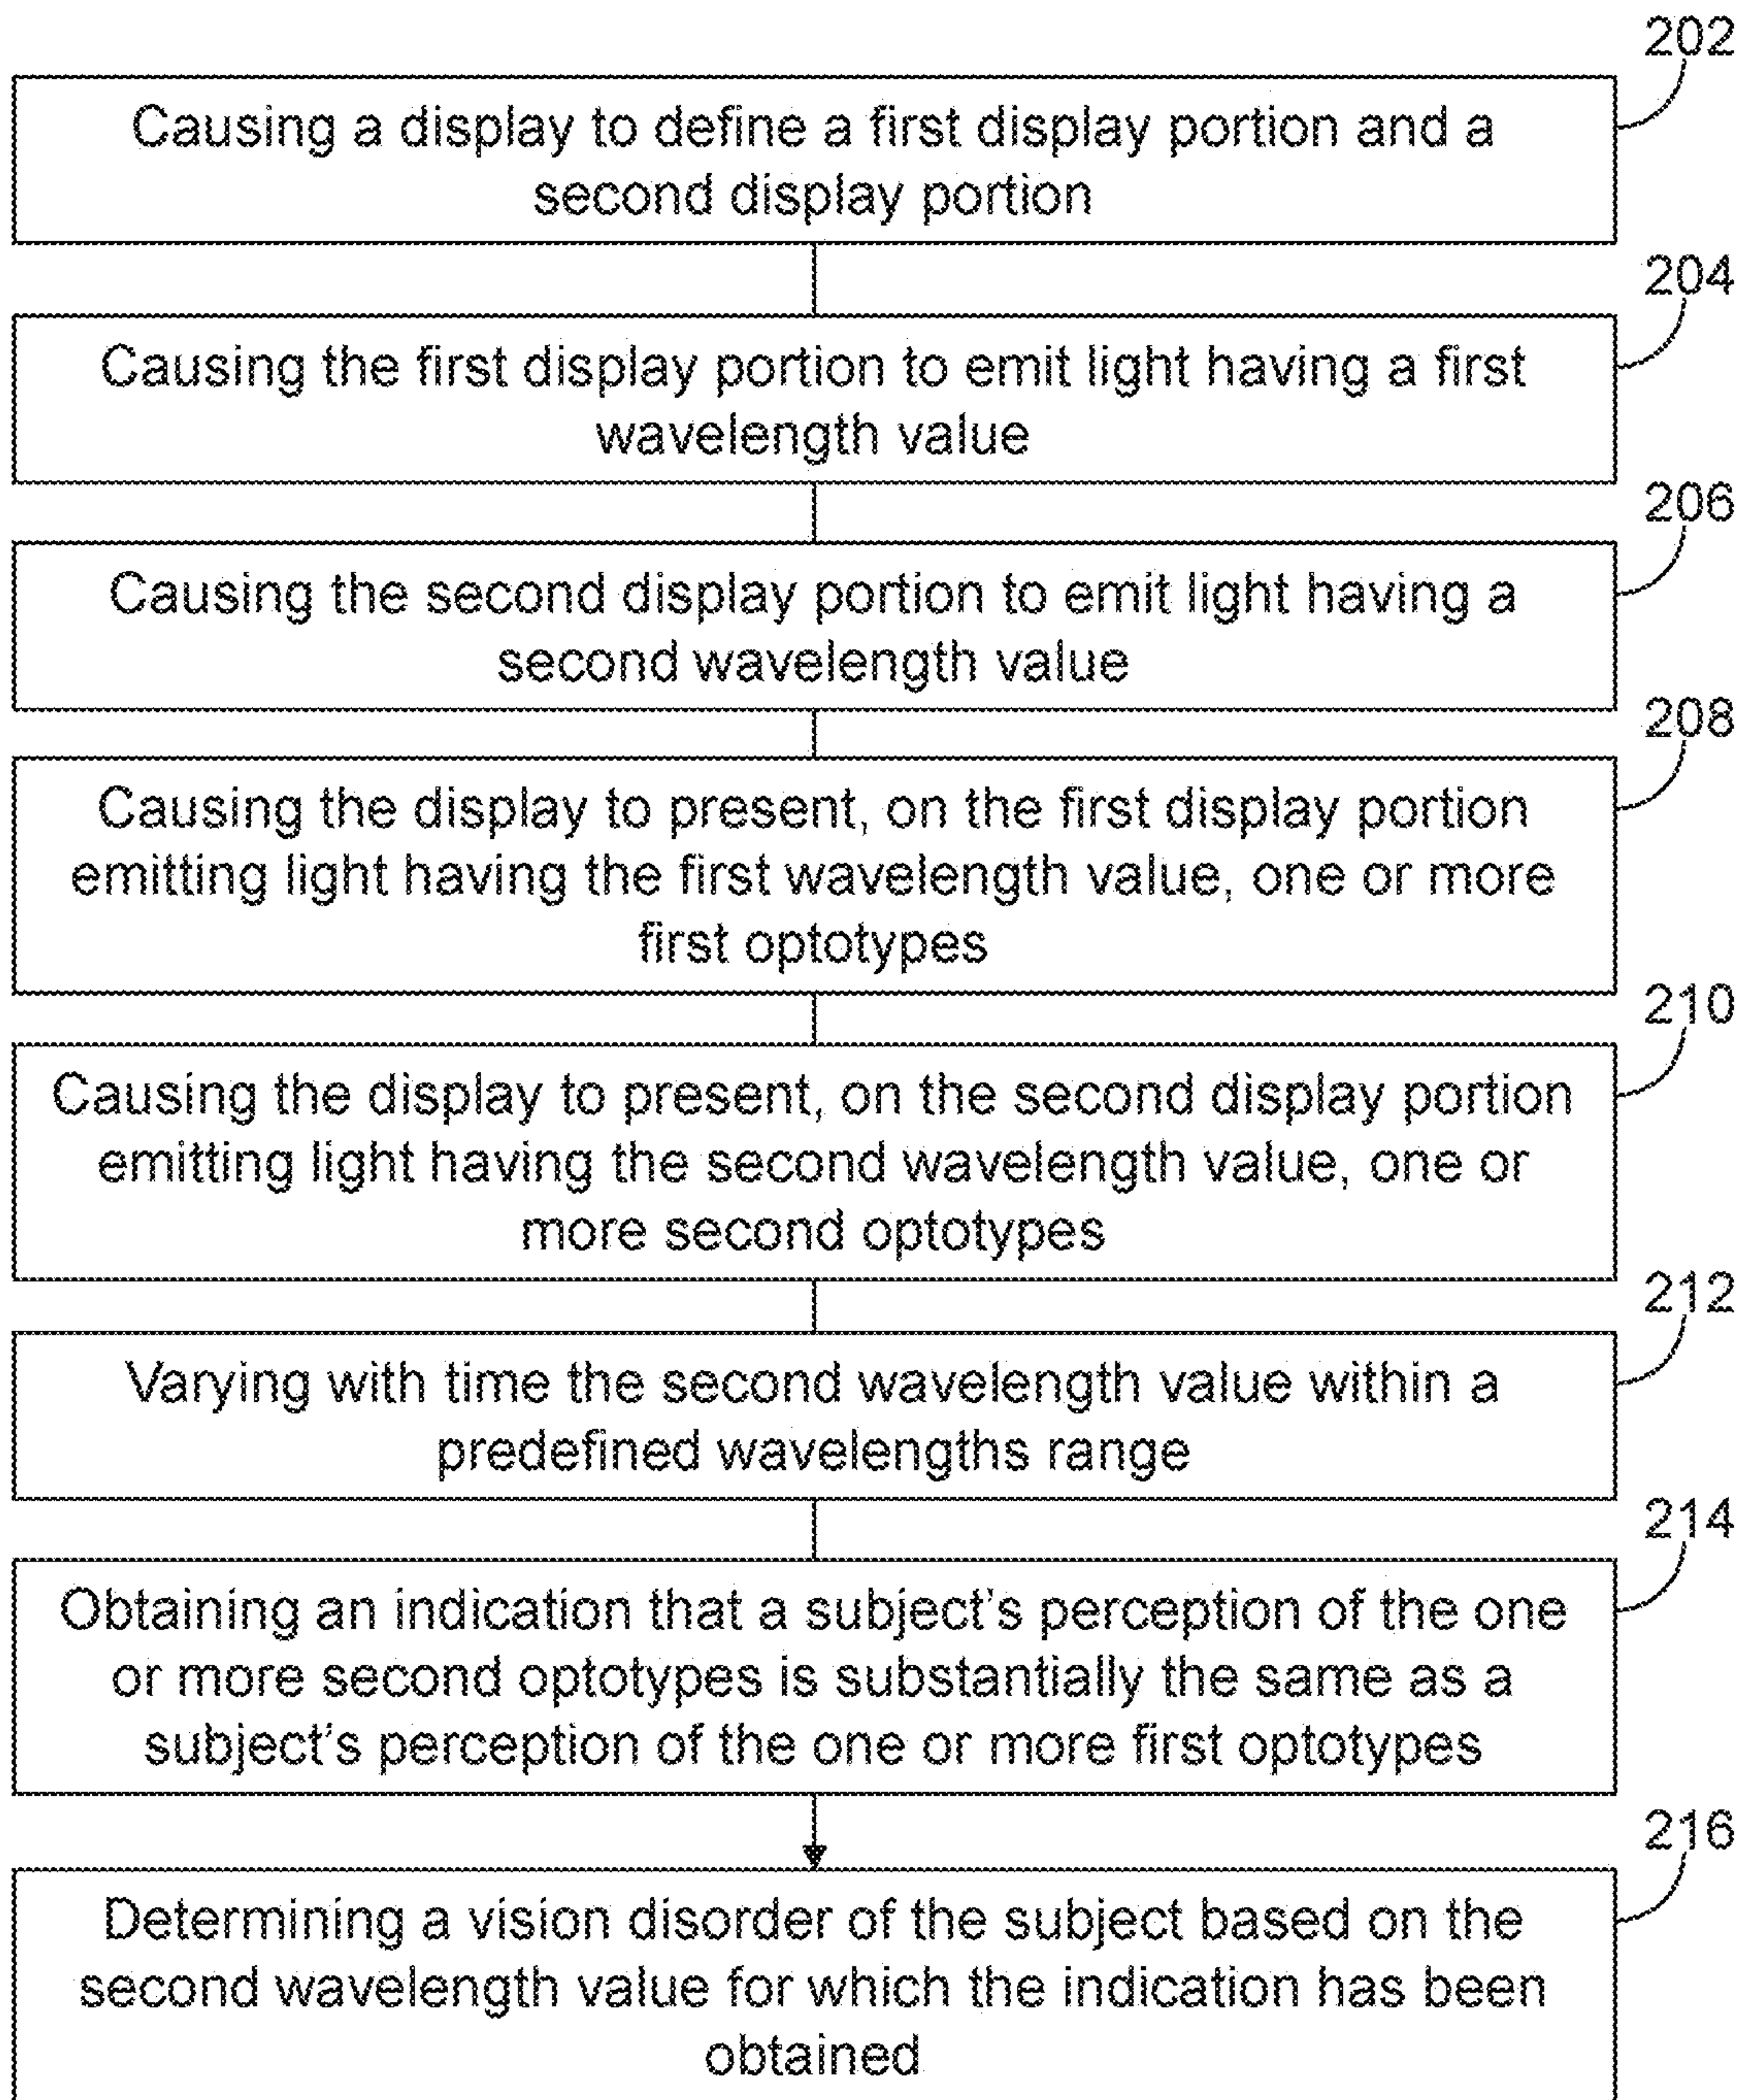 202
Causing a display to define a first display portion and a
second display portion
204
Causing the first display portion to emit light having a first
wavelength value
206
Causing the second display portion to emit light having a
second wavelength value
208
Causing the display to present, on the first display portion
emitting light having the first wavelength value, one or more
first optotypes
210
Causing the display to present, on the second display portion
emitting light having the second wavelength value, one or
more second optotypes
212
Varying with time the second wavelength value within a
predefined wavelengths range
214
Obtaining an indication that a subject's perception of the one
or more second optotypes is substantially the same as a
subject's perception of the one or more first optotypes
216
Determining a vision disorder of the subject based on the
second wavelength value for which the indication has been
obtained